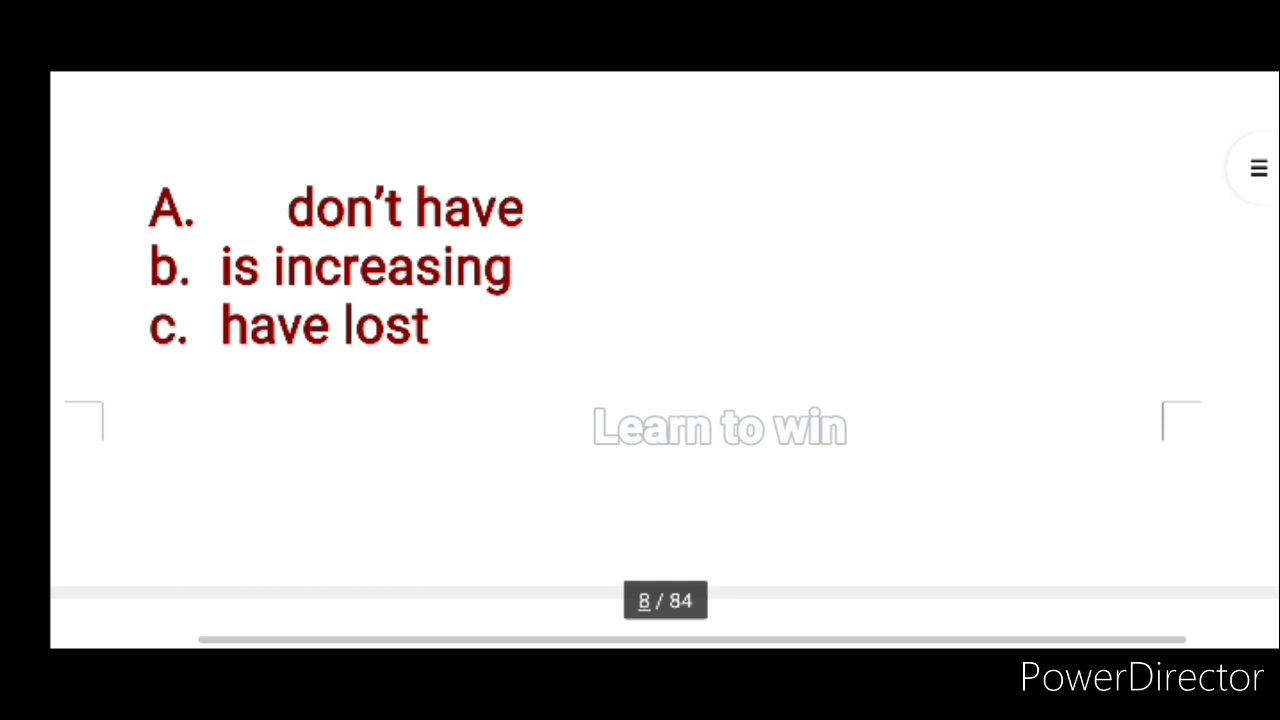 A. don’t have
b. is increasing
c. have lost
Learn to win
8 / 84
PowerDirector